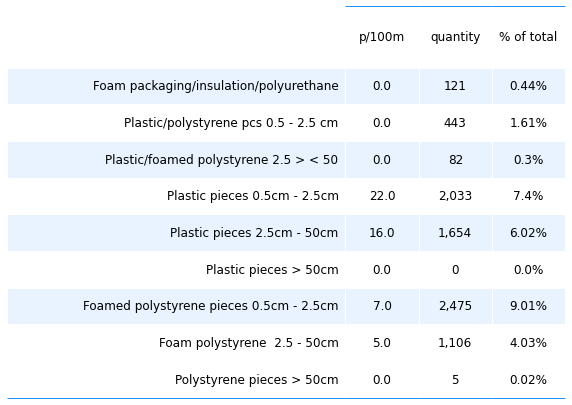 p/100m quantity % of total
Foam packaging/insulation/polyurethane 0.0 121 0.44%
Plastic/polystyrene pcs 0.5 - 2.5 cm 0.0 443 1.61%
Plastic/foamed polystyrene 2.5 > < 50 0.0 82 0.3%
Plastic pieces 0.5cm - 2.5cm 22.0 2,033 7.4%
Plastic pieces 2.5cm - 50cm 16.0 1,654 6.02%
Plastic pieces > 50cm 0.0 0 0.0%
Foamed polystyrene pieces 0.5cm - 2.5cm 7.0 2,475 9.01%
Foam polystyrene  2.5 - 50cm 5.0 1,106 4.03%
Polystyrene pieces > 50cm 0.0 5 0.02%